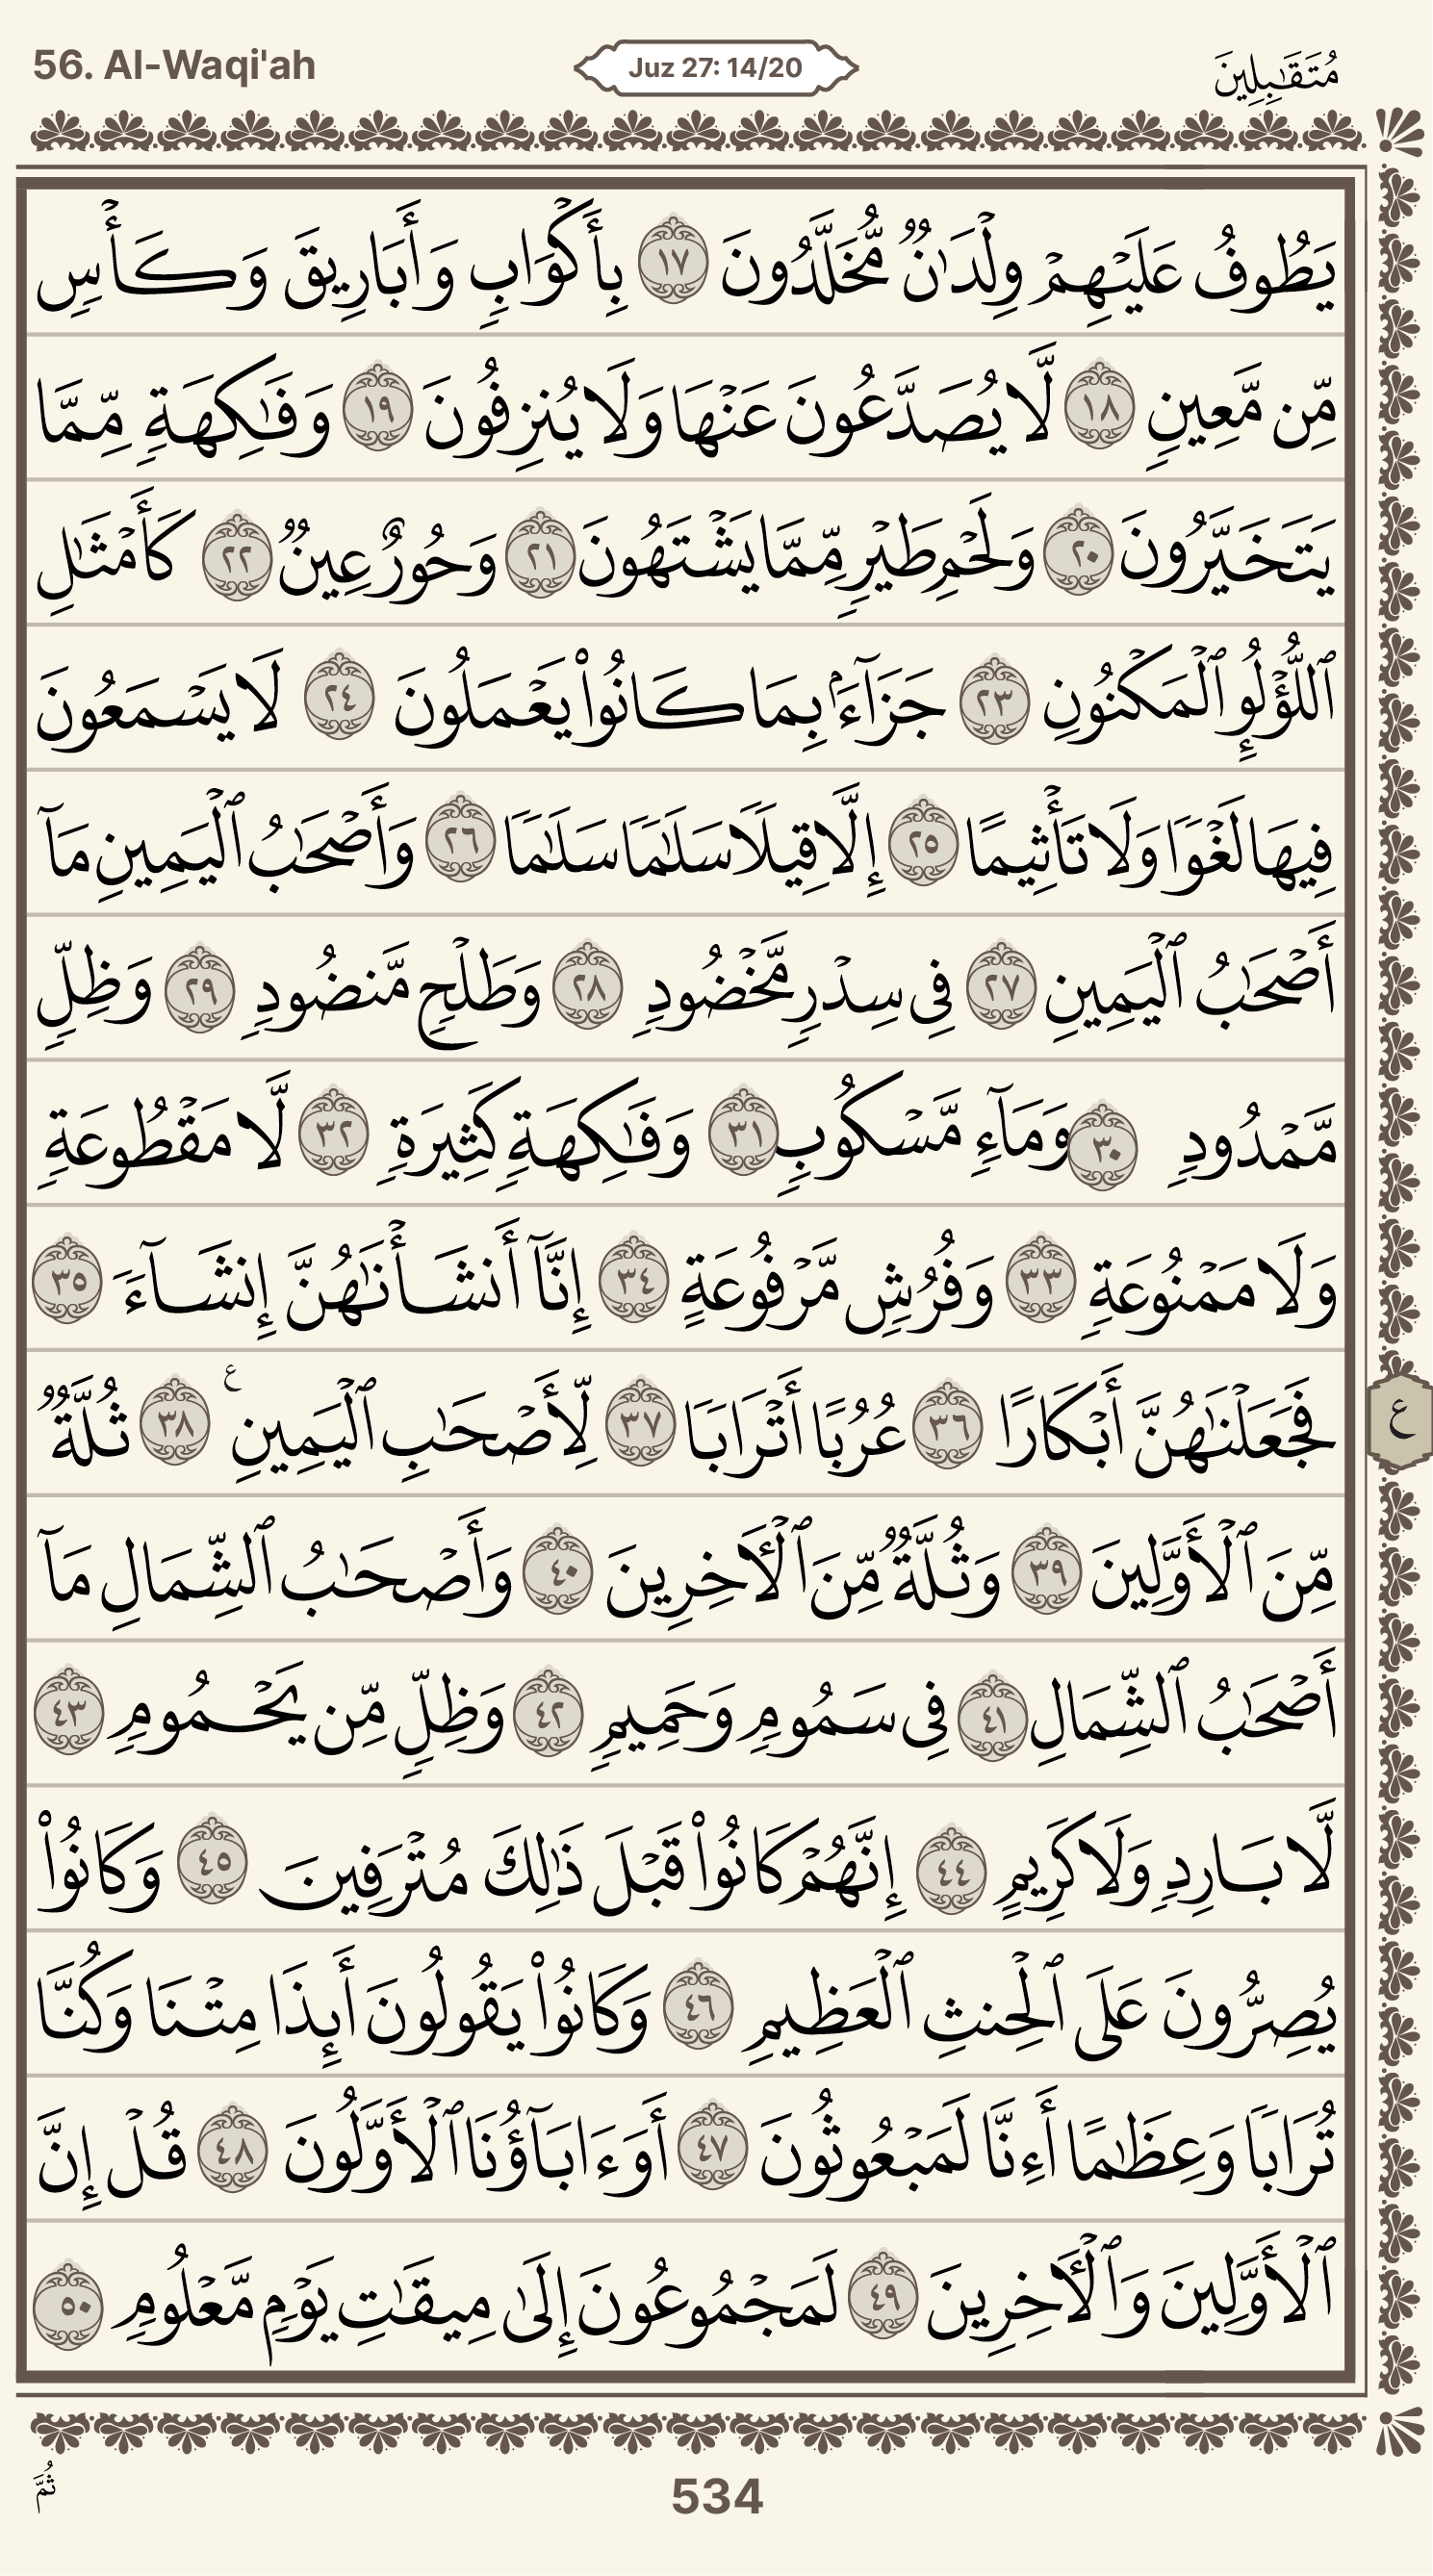 56. Al-Waqi'ah Juz 27: 14/20 مُتَقَـٰبِلِينَ
يَطُوفُ عَلَيْهِمْ وِلْدَٰنٌ مُّخَلَّدُونَ ١٧ بِأَكْوَابٍ وَأَبَارِيقَ وَكَأْسٍ
مِّن مَّعِينٍ ١٨ لَّا يُصَدَّعُونَ عَنْهَا وَلَا يُنزِفُونَ ١٩ وَفَـٰكِهَةٍ مِّمَّا
يَتَخَيَّرُونَ ٢٠ وَلَحْمِ طَيْرٍ مِّمَّا يَشْتَهُونَ ٢١ وَحُورٌ عِينٌ ٢٢ كَأَمْثَـٰلِ
ٱللُّؤْلُؤِ ٱلْمَكْنُونِ ٢٣ جَزَآءًۢ بِمَا كَانُوا۟ يَعْمَلُونَ ٢٤ لَا يَسْمَعُونَ
فِيهَا لَغْوًا وَلَا تَأْثِيمًا ٢٥ إِلَّا قِيلًا سَلَـٰمًا سَلَـٰمًا ٢٦ وَأَصْحَـٰبُ ٱلْيَمِينِ مَآ
أَصْحَـٰبُ ٱلْيَمِينِ ٢٧ فِى سِدْرٍ مَّخْضُودٍ ٢٨ وَطَلْحٍ مَّنضُودٍ ٢٩ وَظِلٍّ
مَّمْدُودٍ ٣٠ وَمَآءٍ مَّسْكُوبٍ ٣١ وَفَـٰكِهَةٍ كَثِيرَةٍ ٣٢ لَّا مَقْطُوعَةٍ
وَلَا مَمْنُوعَةٍ ٣٣ وَفُرُشٍ مَّرْفُوعَةٍ ٣٤ إِنَّآ أَنشَأْنَـٰهُنَّ إِنشَآءً ٣٥
فَجَعَلْنَـٰهُنَّ أَبْكَارًا ٣٦ عُرُبًا أَتْرَابًا ٣٧ لِّأَصْحَـٰبِ ٱلْيَمِينِ ع ٣٨ ثُلَّةٌ
ع
مِّنَ ٱلْأَوَّلِينَ ٣٩ وَثُلَّةٌ مِّنَ ٱلْـَٔاخِرِينَ ٤٠ وَأَصْحَـٰبُ ٱلشِّمَالِ مَآ
أَصْحَـٰبُ ٱلشِّمَالِ ٤١ فِى سَمُومٍ وَحَمِيمٍ ٤٢ وَظِلٍّ مِّن يَحْمُومٍ ٤٣
لَّا بَارِدٍ وَلَا كَرِيمٍ ٤٤ إِنَّهُمْ كَانُوا۟ قَبْلَ ذَٰلِكَ مُتْرَفِينَ ٤٥ وَكَانُوا۟
يُصِرُّونَ عَلَى ٱلْحِنثِ ٱلْعَظِيمِ ٤٦ وَكَانُوا۟ يَقُولُونَ أَئِذَا مِتْنَا وَكُنَّا
تُرَابًا وَعِظَـٰمًا أَءِنَّا لَمَبْعُوثُونَ ٤٧ أَوَءَابَآؤُنَا ٱلْأَوَّلُونَ ٤٨ قُلْ إِنَّ
ٱلْأَوَّلِينَ وَٱلْـَٔاخِرِينَ ٤٩ لَمَجْمُوعُونَ إِلَىٰ مِيقَـٰتِ يَوْمٍ مَّعْلُومٍ ٥٠
534 ثُمَّ